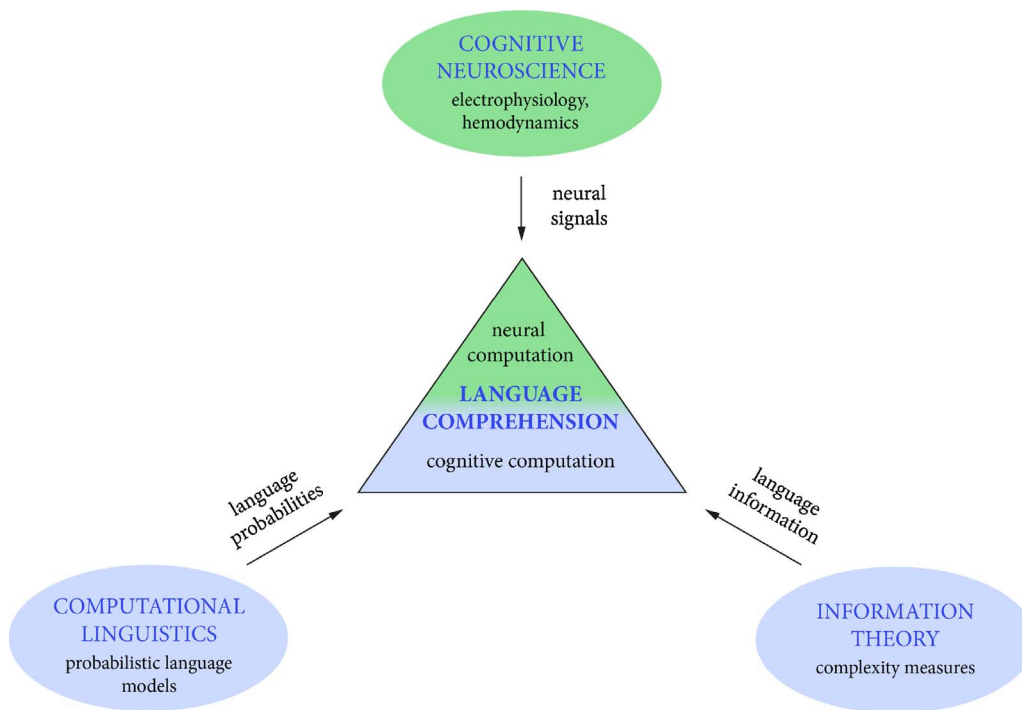 COGNITIVE
NEUROSCIENCE
electrophysiology,
hemodynamics
neural
signals
neural
computation
LANGUAGE
COMPREHENSION
cognitive computation
language
probabilities
language
information
COMPUTATIONAL
LINGUISTICS
probabilistic language
models
INFORMATION
THEORY
complexity measures